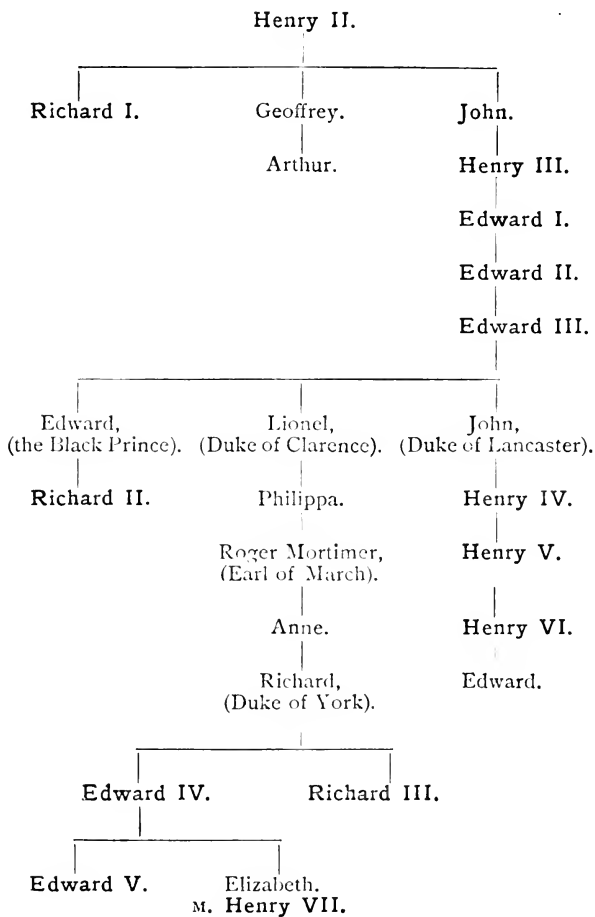 Henry II.
Richard I. Geoffrey. John.
Arthur. Henry III.
Edward I.
Edward II.
Edward III.
Edward, Lionel, John,
(the Black Prince). (Duke of Clarence). (Duke of Lancaster).
Richard II. Philippa. Henry IV.
Roger Mortimer, Henry V.
(Earl of March).
Anne. Henry VI.
Richard, Edward.
(Duke of York).
Edward IV. Richard III.
Edward V. Elizabeth.
M. Henry VII.